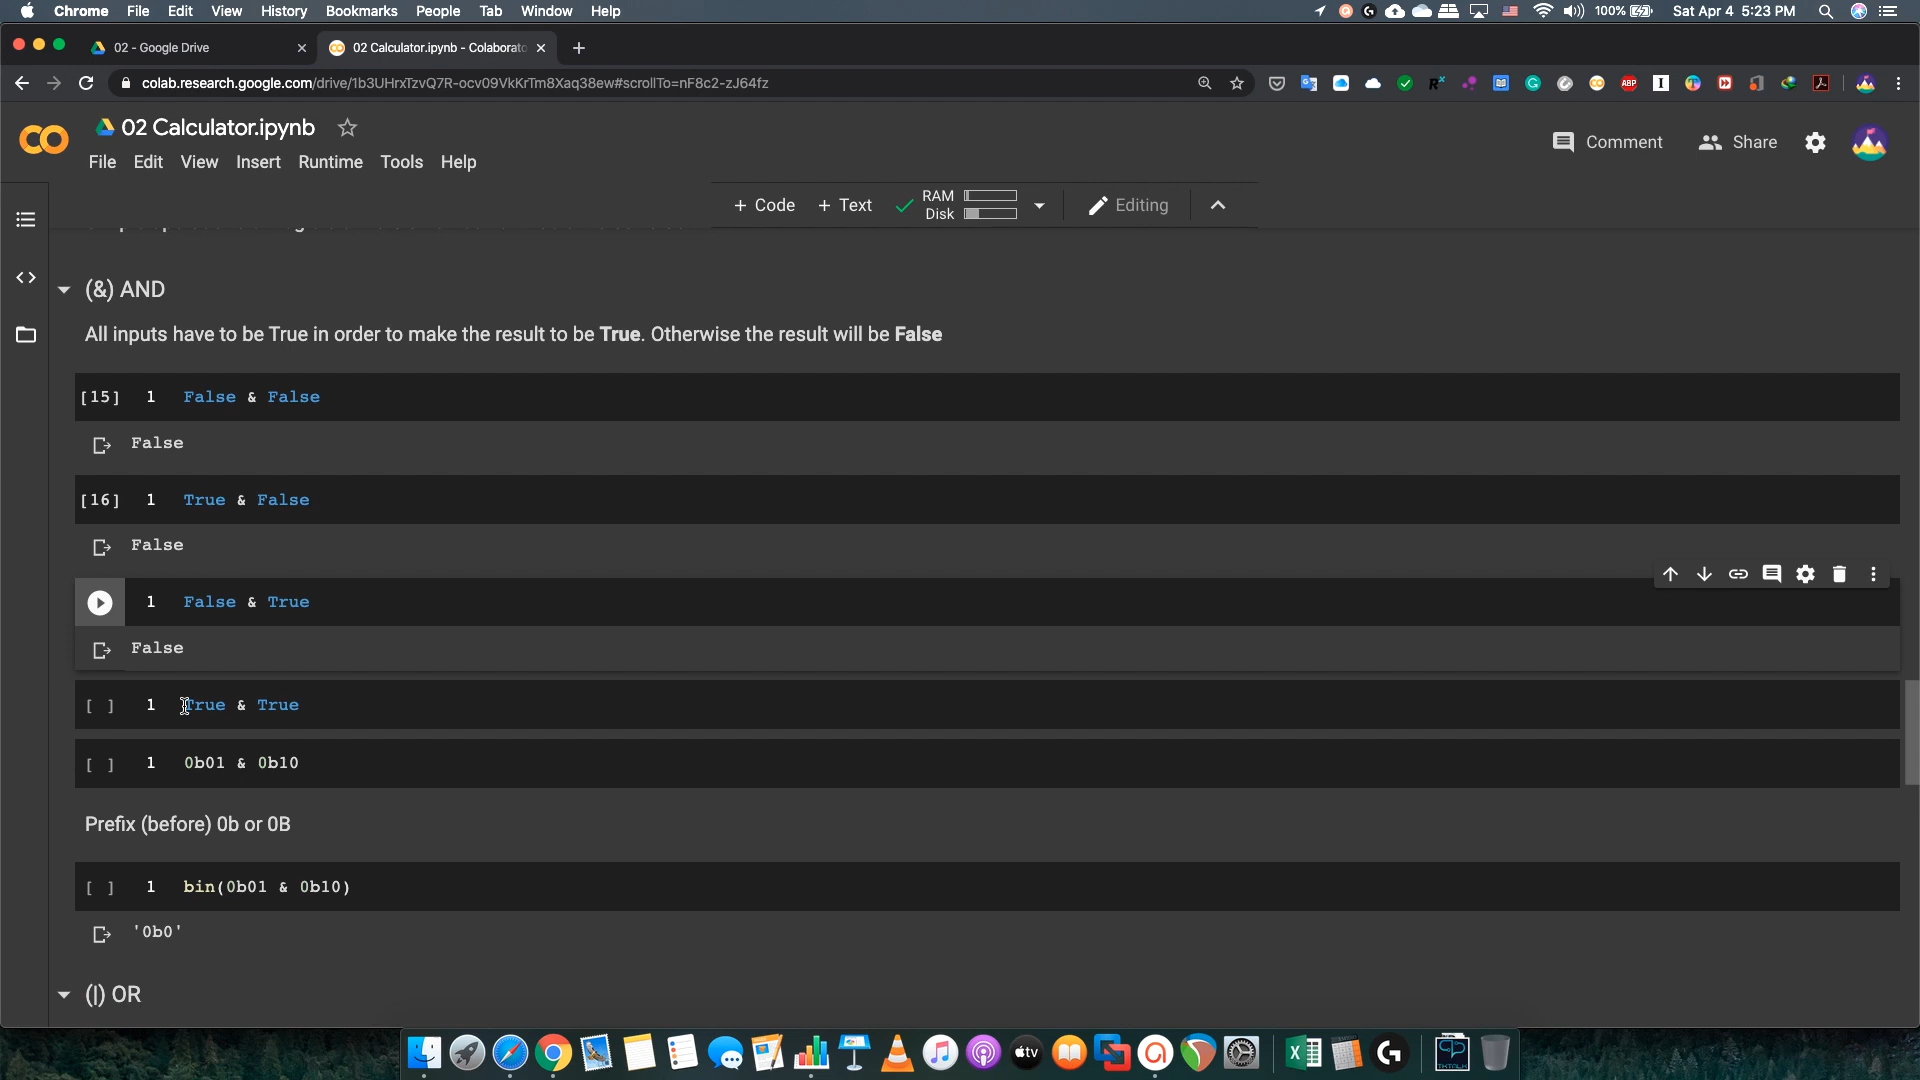 Chrome File Edit View History Bookmarks People Tab Window Help 100% Sat Apr 4 5:23 PM
02 - Google Drive 02 Calculator.ipynb - Colaborato
colab.research.google.com/drive/1b3UHrxTzvQ7R-ocv09VkKrTm8Xaq38ew#scrollTo=nF8c2-zJ64fz
02 Calculator.ipynb
Comment Share
File Edit View Insert Runtime Tools Help
+ Code + Text RAM Disk Editing
(&) AND
All inputs have to be True in order to make the result to be True. Otherwise the result will be False
[15] 1 False & False
False
[16] 1 True & False
False
1 False & True
False
[ ] 1 True & True
[ ] 1 0b01 & 0b10
Prefix (before) 0b or 0B
[ ] 1 bin(0b01 & 0b10)
'0b0'
(|) OR